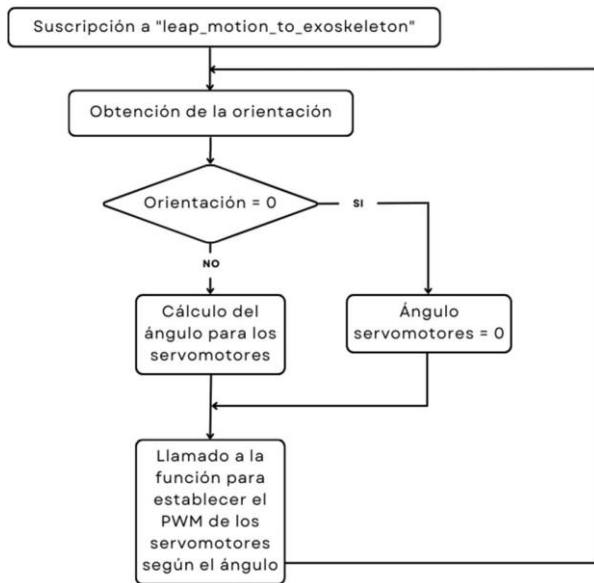 Suscripción a "leap_motion_to_exoskeleton"
Obtención de la orientación
Orientación = 0
SI
NO
Cálculo del
ángulo para los
servomotores
Ángulo
servomotores = 0
Llamado a la
función para
establecer el
PWM de los
servomotores
según el ángulo